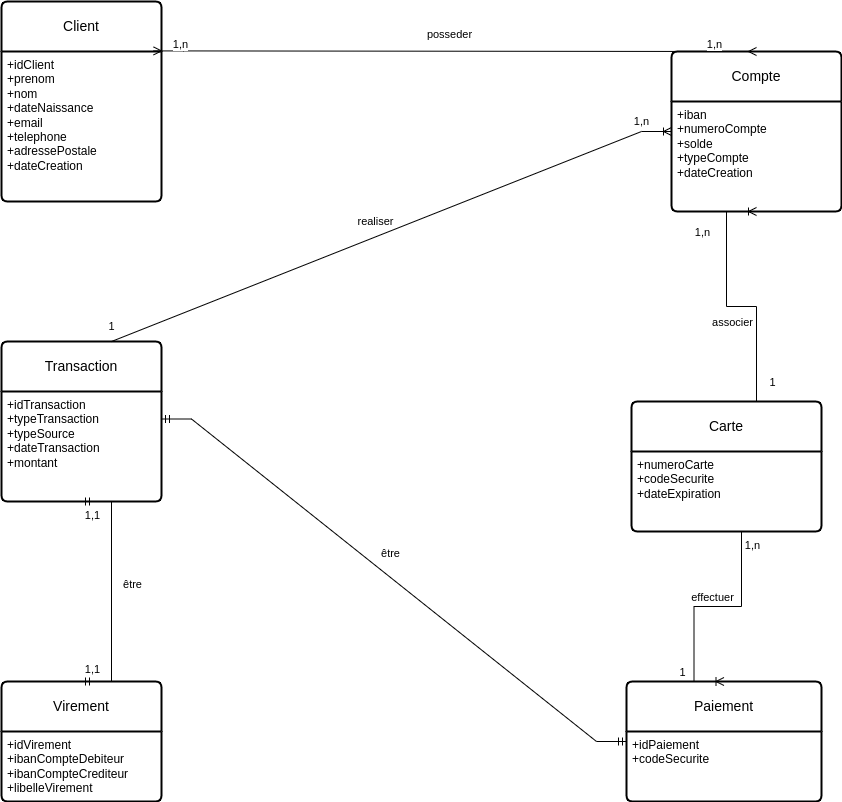 Client
+idClient
+prenom
+nom
+dateNaissance
+email
+telephone
+adressePostale
+dateCreation
posseder
1,n
1,n
Compte
+iban
+numeroCompte
+solde
+typeCompte
+dateCreation
1,n
realiser
1
1,n
associer
1
Transaction
+idTransaction
+typeTransaction
+typeSource
+dateTransaction
+montant
1,1
être
1,1
être
Carte
+numeroCarte
+codeSecurite
+dateExpiration
1,n
effectuer
1
Virement
+idVirement
+ibanCompteDebiteur
+ibanCompteCrediteur
+libelleVirement
Paiement
+idPaiement
+codeSecurite